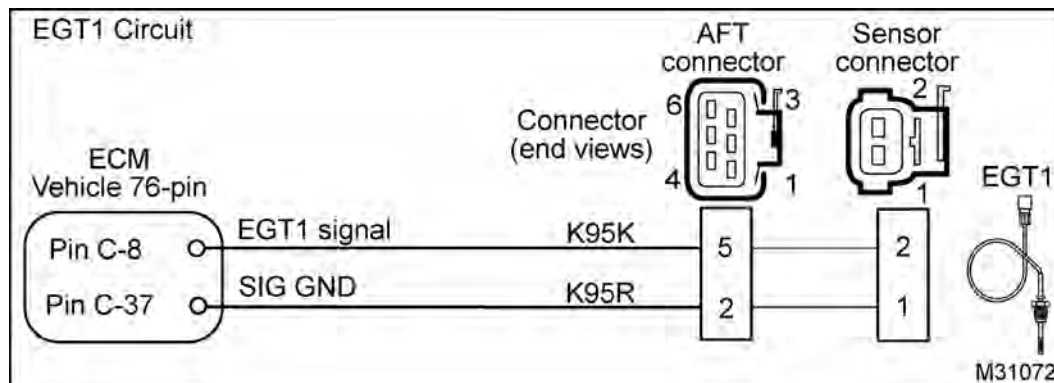 EGT1 Circuit
AFT
connector
Sensor
connector
6
3
4
1
2
1
Connector
(end views)
ECM
Vehicle 76-pin
EGT1
Pin C-8
EGT1 signal
K95K
5
2
Pin C-37
SIG GND
K95R
2
1
M31072